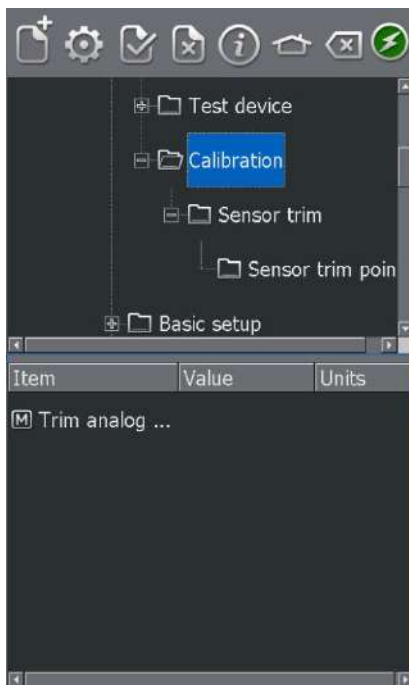 Test device
Calibration
Sensor trim
Sensor trim poin
Basic setup
Item Value Units
M Trim analog ...